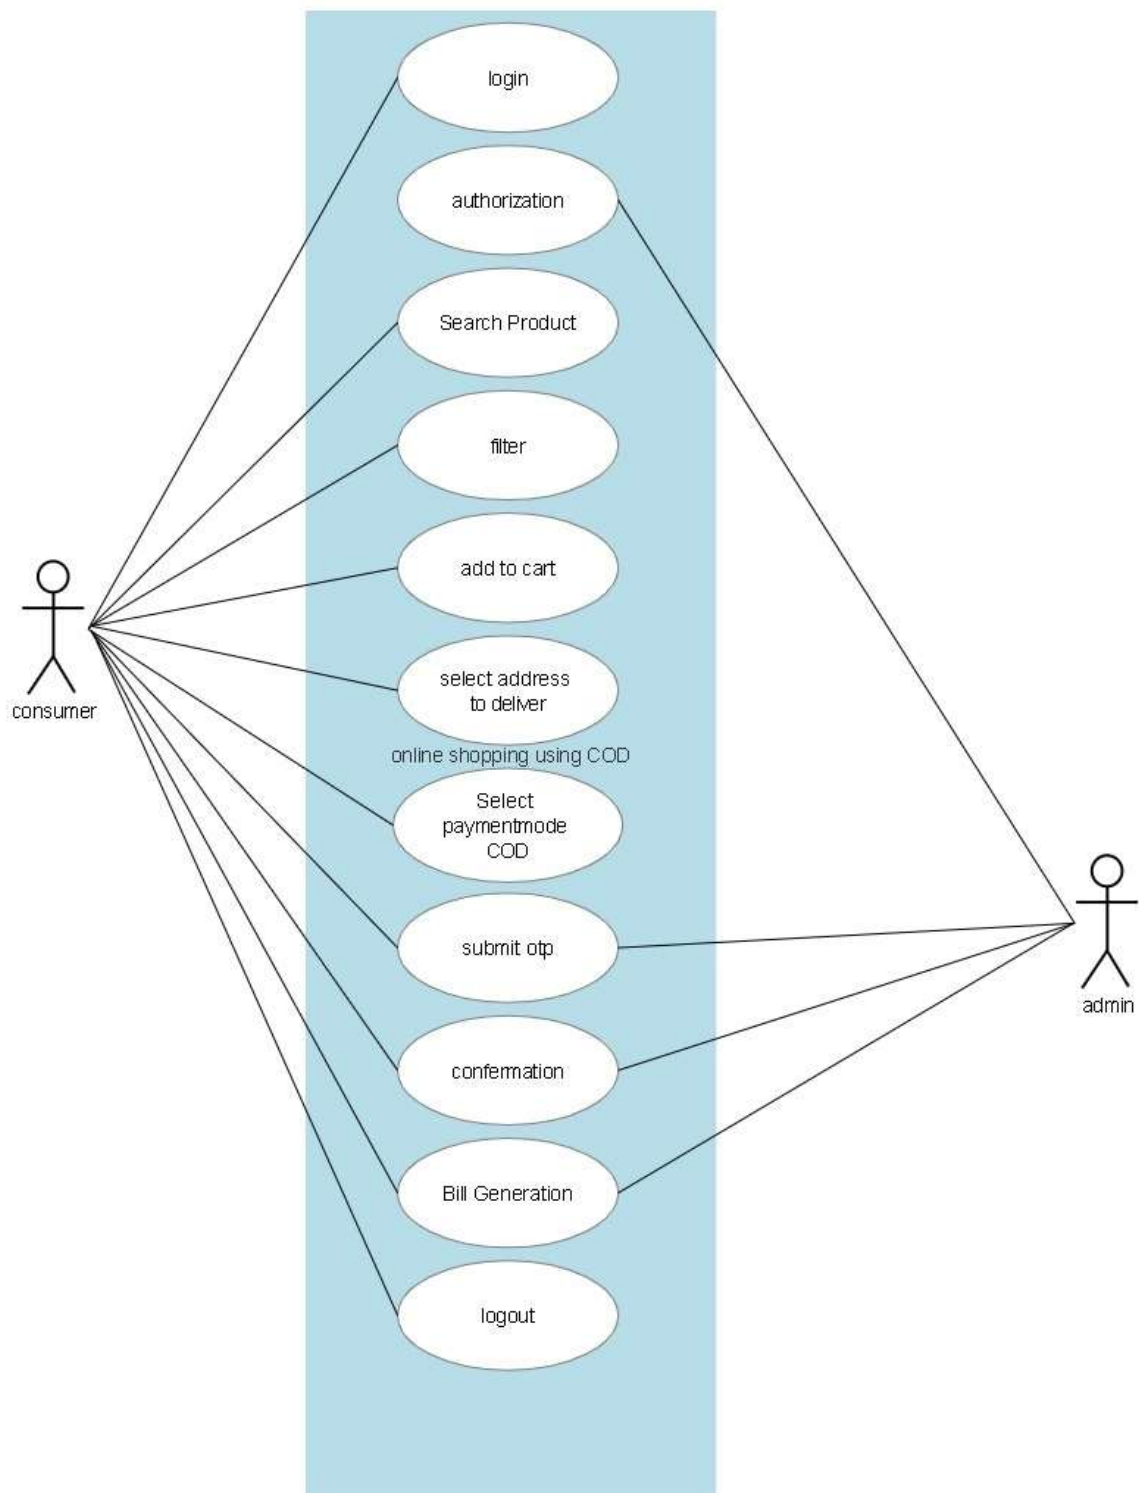 login
authorization
Search Product
filter
add to cart
consumer
select address
to deliver
online shopping using COD
Select
paymentmode
COD
submit otp
admin
confermation
Bill Generation
logout